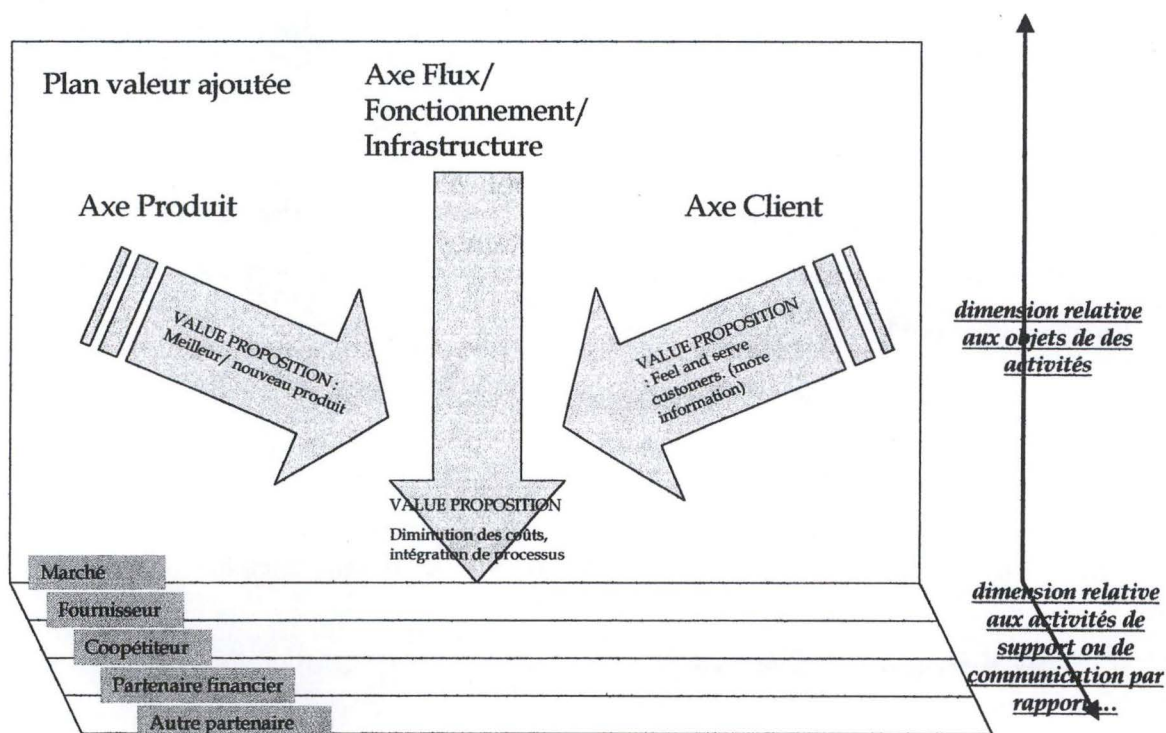 Plan valeur ajoutée
Axe Flux/
Fonctionnement/
Infrastructure
Axe Produit
Axe Client
VALUE PROPOSITION :
Meilleur/ nouveau produit
VALUE PROPOSITION
: Feel and serve
customers. (more
information)
VALUE PROPOSITION
Diminution des coûts,
intégration de processus
dimension relative
aux objets de des
activités
Marché
Fournisseur
Coopétiteur
Partenaire financier
Autre partenaire
dimension relative
aux activités de
support ou de
communication par
rapport...